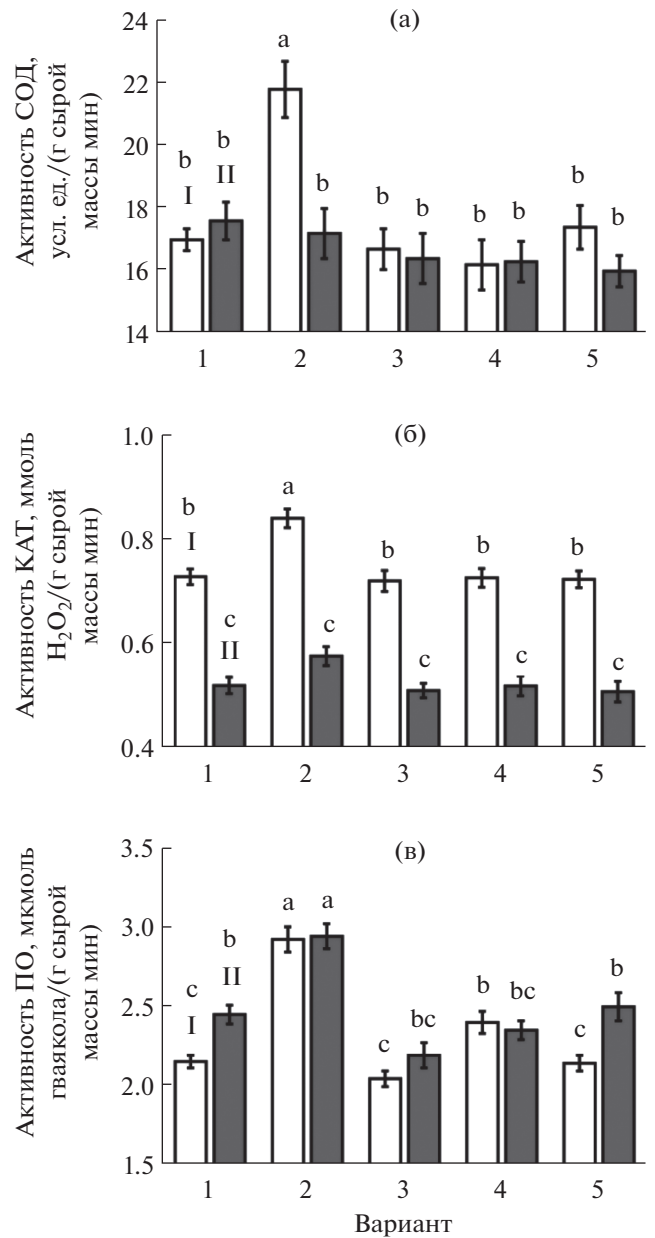 (а)
Активность СОД,
усл. ед./(г сырой
массы мин)
24
22
20
18
16
14
a
b
b
I
II
b
b
b
b
b
b
b
1
2
3
4
5
(б)
Активность КАТ, ммоль
H₂O₂/(г сырой
массы мин)
1.0
0.8
0.6
0.4
a
b
I
b
b
b
c
II
c
c
c
c
1
2
3
4
5
(в)
Активность ПО, мкмоль
гваякола/(г сырой
массы мин)
3.5
3.0
2.5
2.0
1.5
a
a
b
II
c
I
c
bc
b
bc
c
b
1
2
3
4
5
Вариант